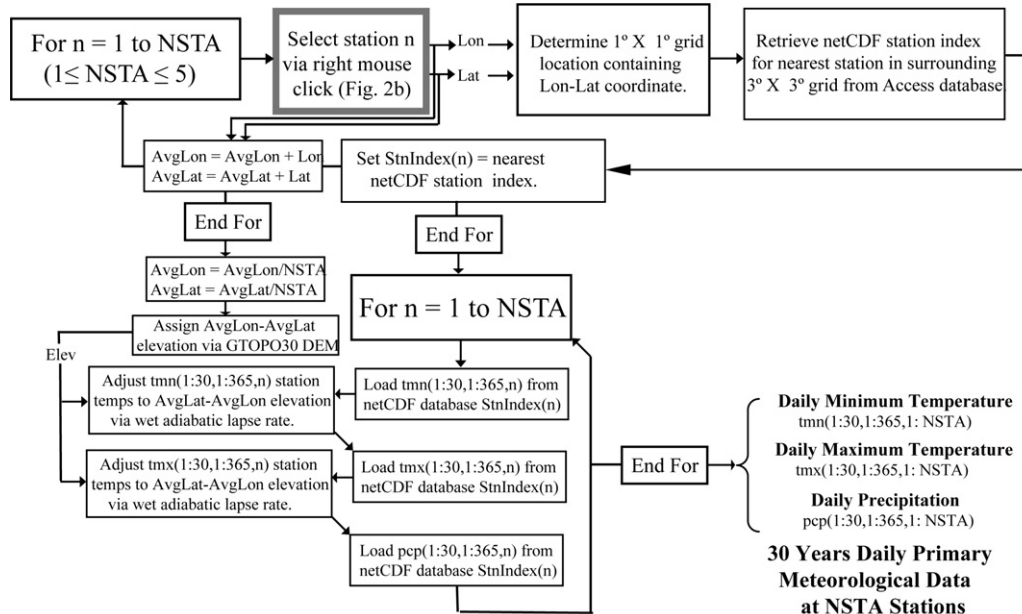 For n = 1 to NSTA
(1≤ NSTA ≤ 5)
Select station n
via right mouse
click (Fig. 2b)
Lon
Lat
Determine 1º X 1º grid
location containing
Lon-Lat coordinate.
Retrieve netCDF station index
for nearest station in surrounding
3º X 3º grid from Access database.
AvgLon = AvgLon + Lon
AvgLat = AvgLat + Lat
Set StnIndex(n) = nearest
netCDF station index.
End For
End For
AvgLon = AvgLon/NSTA
AvgLat = AvgLat/NSTA
For n = 1 to NSTA
Assign AvgLon-AvgLat
elevation via GTOPO30 DEM
Elev
Adjust tmn(1:30,1:365,n) station
temps to AvgLat-AvgLon elevation
via wet adiabatic lapse rate.
Load tmn(1:30,1:365,n) from
netCDF database StnIndex(n)
Adjust tmx(1:30,1:365,n) station
temps to AvgLat-AvgLon elevation
via wet adiabatic lapse rate.
Load tmx(1:30,1:365,n) from
netCDF database StnIndex(n)
Load pcp(1:30,1:365,n) from
netCDF database StnIndex(n)
End For
Daily Minimum Temperature
tmn(1:30,1:365,1: NSTA)
Daily Maximum Temperature
tmx(1:30,1:365,1: NSTA)
Daily Precipitation
pcp(1:30,1:365,1: NSTA)
30 Years Daily Primary
Meteorological Data
at NSTA Stations